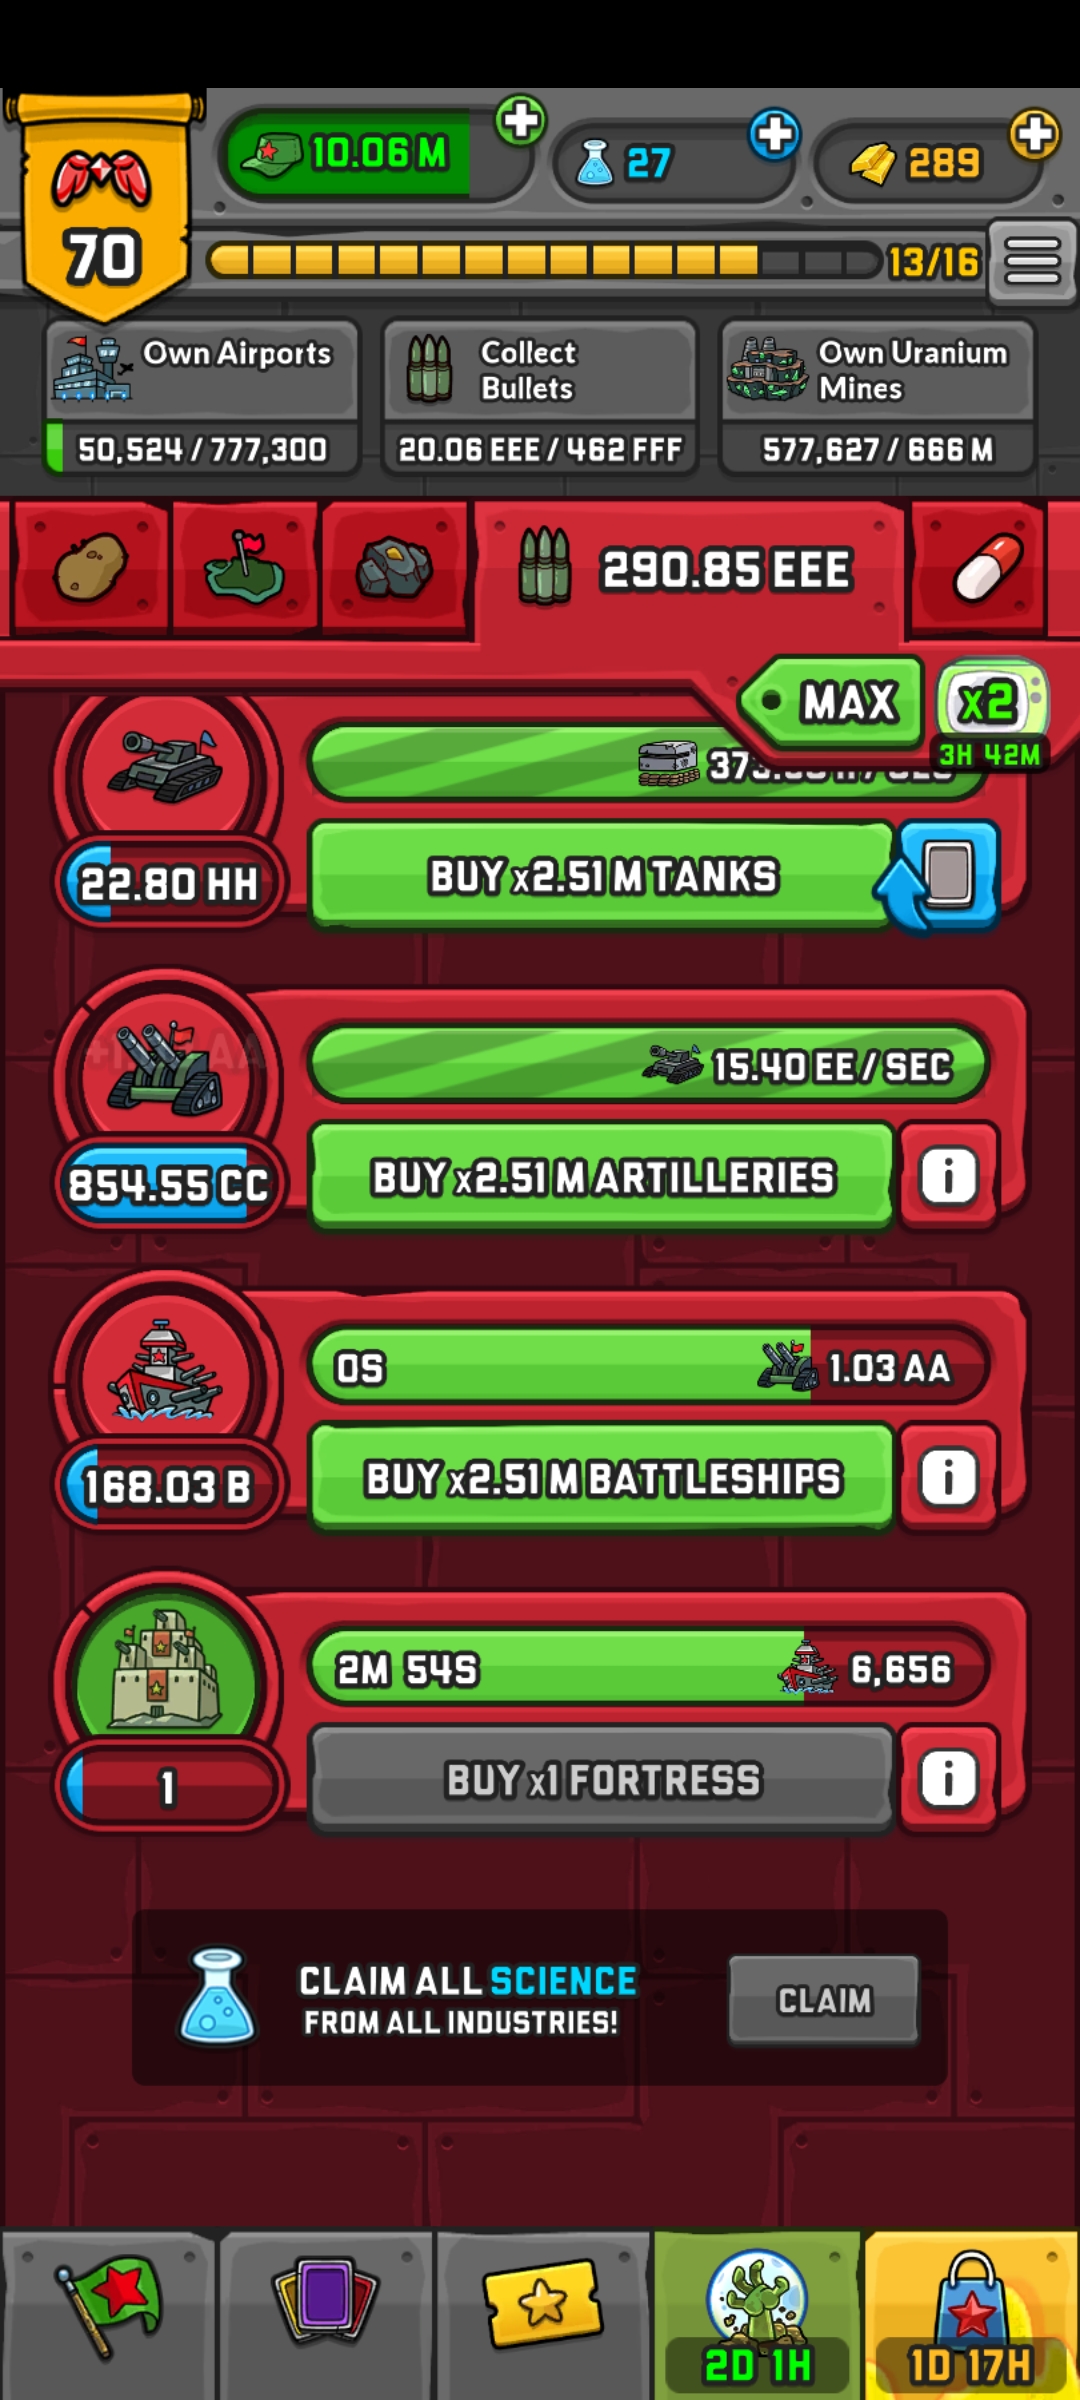 10.06 M
27
289
70
13/16
Own Airports
50,524 / 777,300
Collect
Bullets
20.06 EEE / 462 FFF
Own Uranium
Mines
577,627 / 666 M
290.85 EEE
MAX
x2
3H 42M
22.80 HH
BUY x2.51 M TANKS
15.40 EE / SEC
854.55 CC
BUY x2.51 M ARTILLERIES
0S
1.03 AA
168.03 B
BUY x2.51 M BATTLESHIPS
2M 54S
6,656
1
BUY x1 FORTRESS
CLAIM ALL SCIENCE
FROM ALL INDUSTRIES!
CLAIM
2D 1H
1D 17H